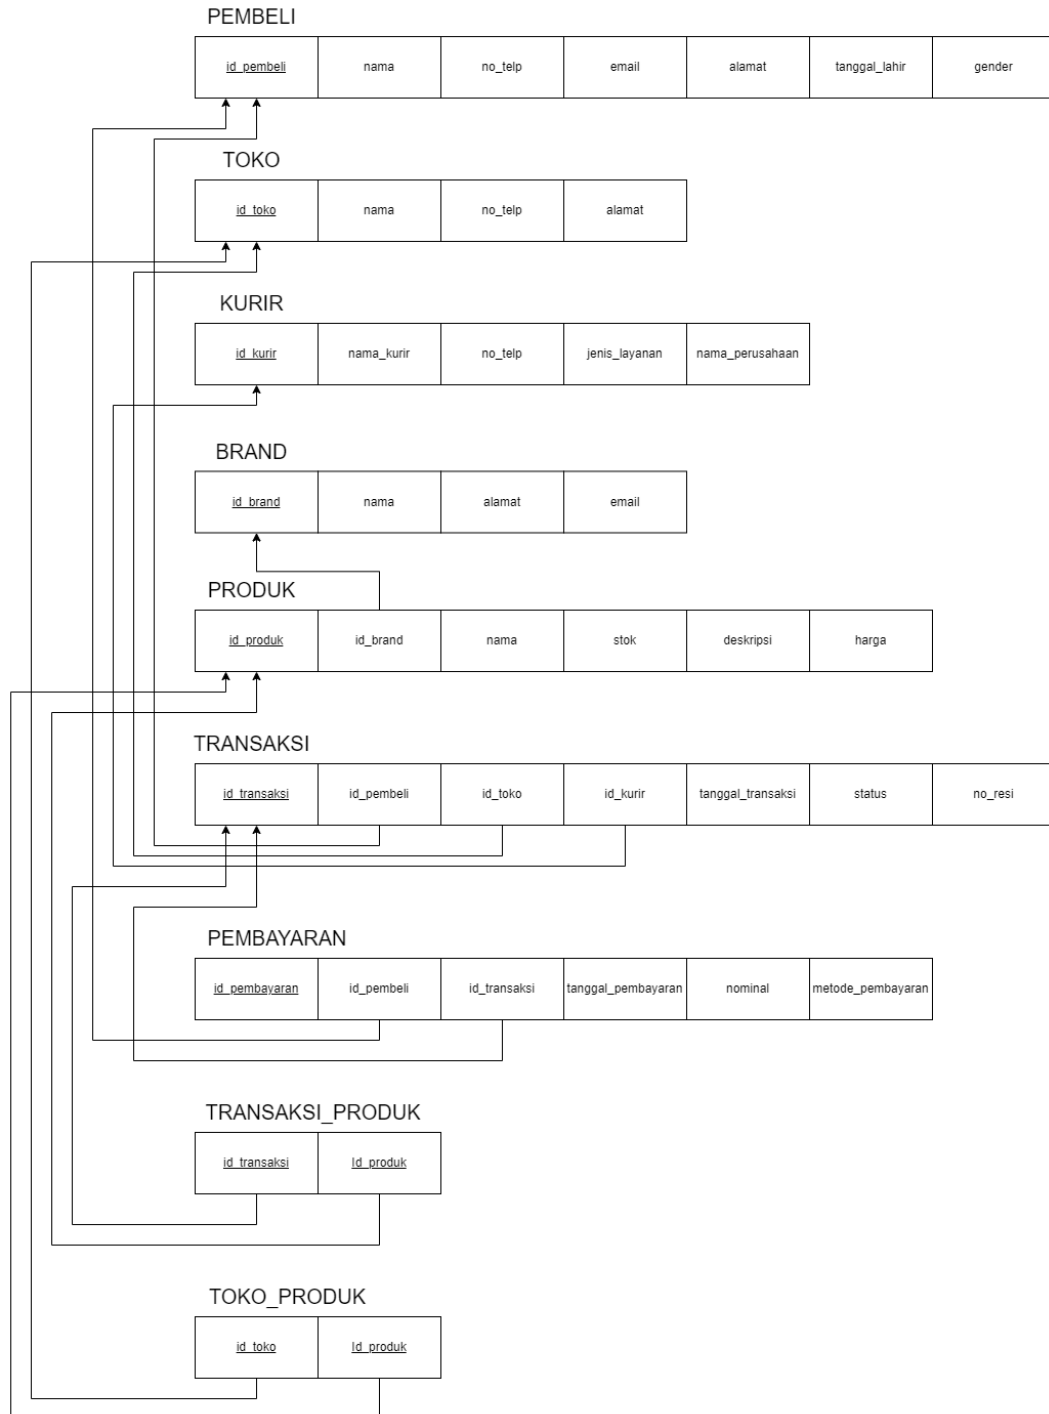 PEMBELI
id_pembeli nama no_telp email alamat tanggal_lahir gender
TOKO
id_toko nama no_telp alamat
KURIR
id_kurir nama_kurir no_telp jenis_layanan nama_perusahaan
BRAND
id_brand nama alamat email
PRODUK
id_produk id_brand nama stok deskripsi harga
TRANSAKSI
id_transaksi id_pembeli id_toko id_kurir tanggal_transaksi status no_resi
PEMBAYARAN
id_pembayaran id_pembeli id_transaksi tanggal_pembayaran nominal metode_pembayaran
TRANSAKSI_PRODUK
id_transaksi Id_produk
TOKO_PRODUK
id_toko Id_produk